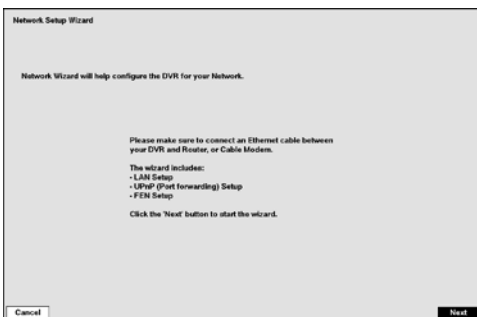 Network Setup Wizard
Network Wizard will help configure the DVR for your Network.
Please make sure to connect an Ethernet cable between
your DVR and Router, or Cable Modem.
The wizard includes:
- LAN Setup
- UPnP (Port forwarding) Setup
- FEN Setup
Click the 'Next' button to start the wizard.
Cancel
Next